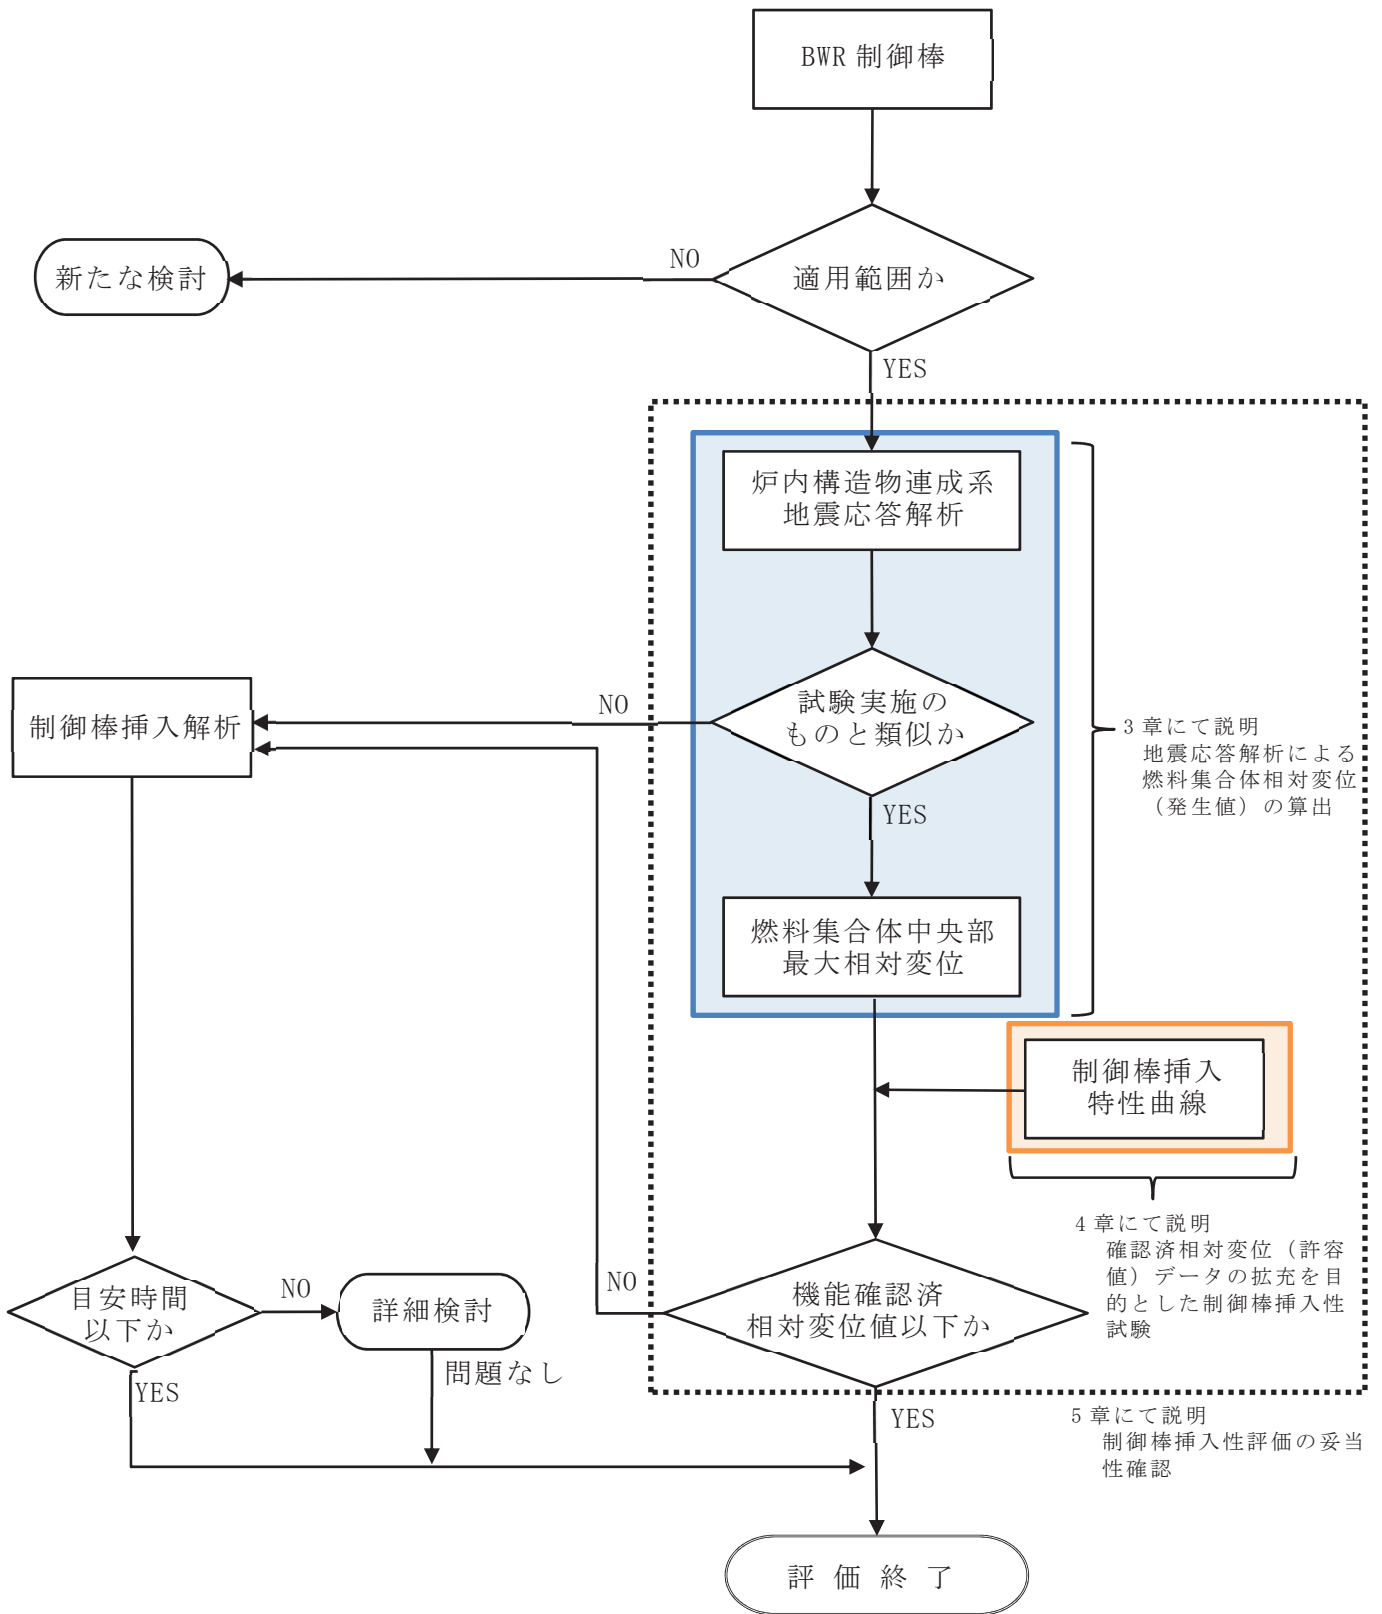 BWR 制御棒
適用範囲か
NO
新たな検討
YES
炉内構造物連成系
地震応答解析
試験実施の
ものと類似か
NO
制御棒挿入解析
YES
3 章にて説明
地震応答解析による
燃料集合体相対変位
（発生値）の算出
燃料集合体中央部
最大相対変位
制御棒挿入
特性曲線
4 章にて説明
確認済相対変位（許容
値）データの拡充を目
的とした制御棒挿入性
試験
機能確認済
相対変位値以下か
NO
目安時間
以下か
NO
詳細検討
問題なし
YES
YES
5 章にて説明
制御棒挿入性評価の妥当
性確認
評 価 終 了